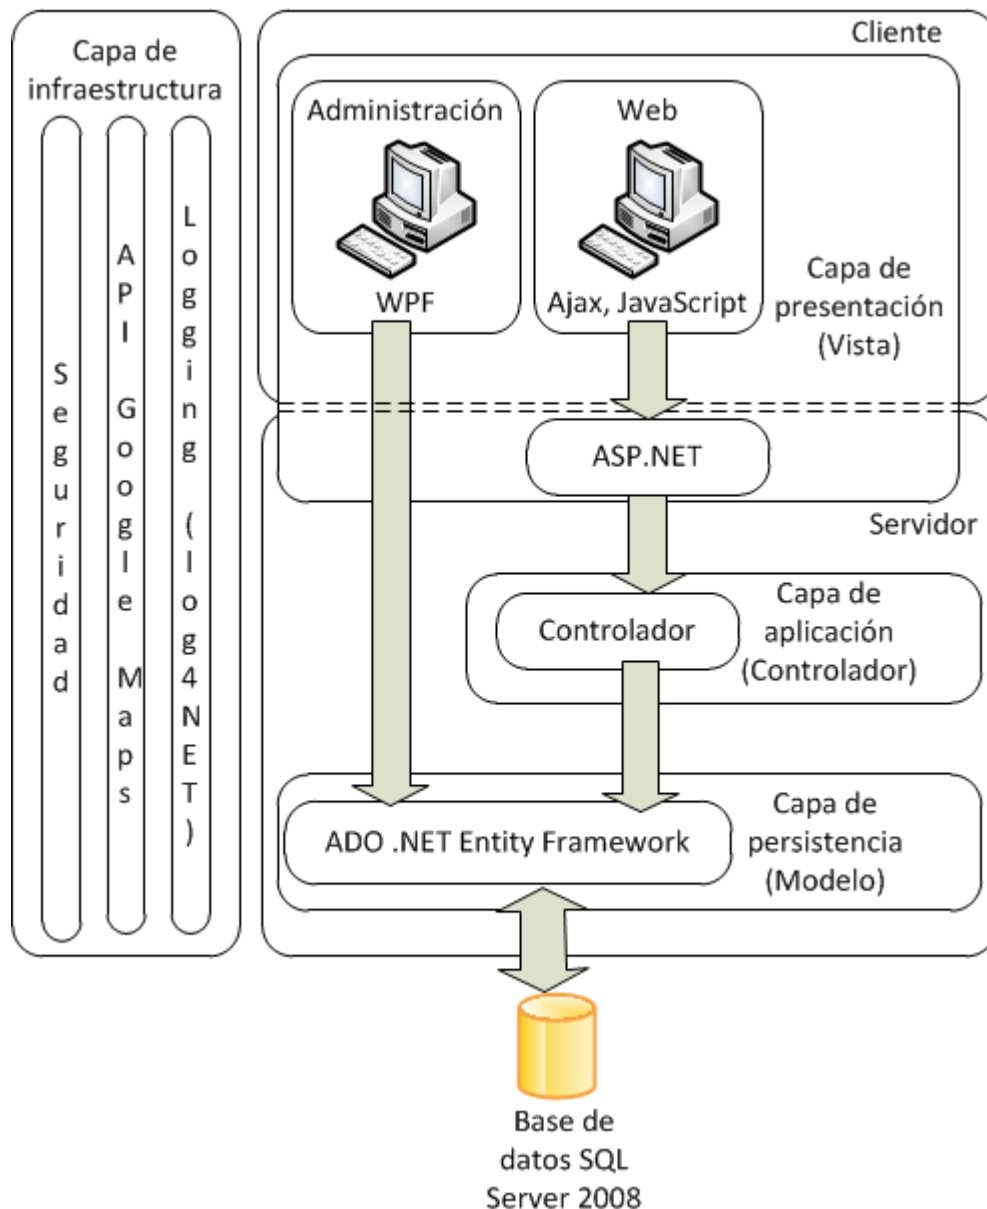 Capa de
infraestructura
Seguridad
API Google Maps
Logging (log4NET)
Cliente
Administración
WPF
Web
Ajax, JavaScript
Capa de
presentación
(Vista)
ASP.NET
Servidor
Controlador
Capa de
aplicación
(Controlador)
ADO .NET Entity Framework
Capa de
persistencia
(Modelo)
Base de
datos SQL
Server 2008